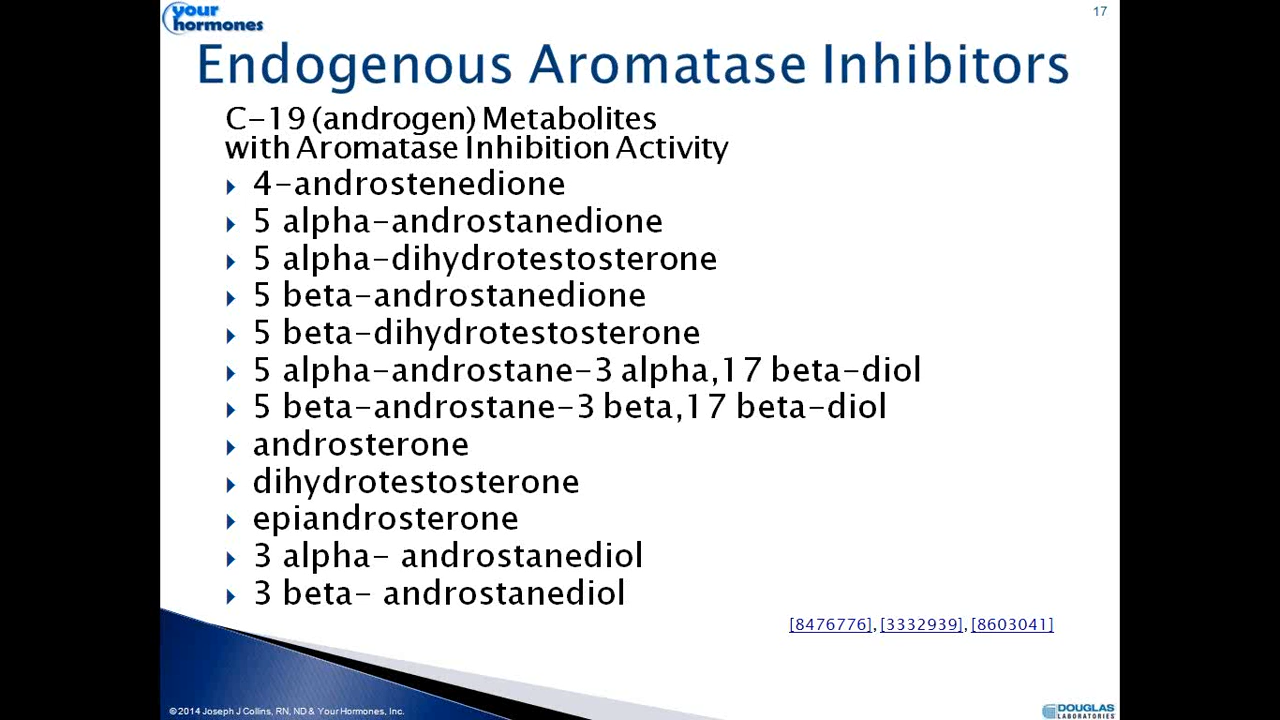 your
hormones
17
Endogenous Aromatase Inhibitors
C-19 (androgen) Metabolites
with Aromatase Inhibition Activity
4-androstenedione
5 alpha-androstanedione
5 alpha-dihydrotestosterone
5 beta-androstanedione
5 beta-dihydrotestosterone
5 alpha-androstane-3 alpha,17 beta-diol
5 beta-androstane-3 beta,17 beta-diol
androsterone
dihydrotestosterone
epiandrosterone
3 alpha- androstanediol
3 beta- androstanediol
[8476776], [3332939], [8603041]
© 2014 Joseph J Collins, RN, ND & Your Hormones, Inc.
DOUGLAS
LABORATORIES